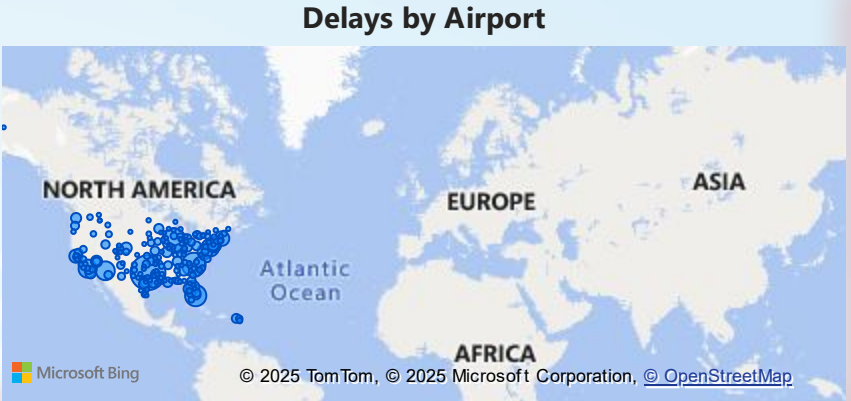 Delays by Airport
NORTH AMERICA
ASIA
EUROPE
Atlantic
Ocean
AFRICA
Microsoft Bing
© 2025 TomTom, © 2025 Microsoft Corporation, © OpenStreetMap